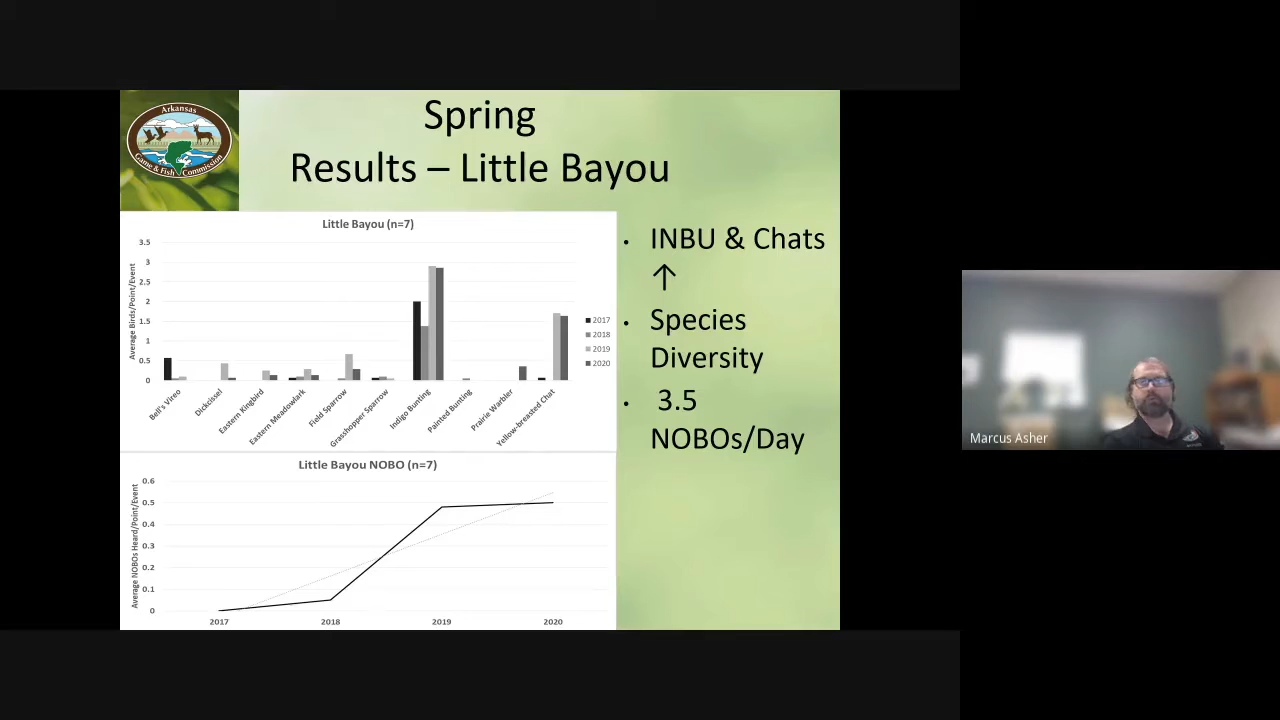 Arkansas
Game & Fish Commission
Spring
Results – Little Bayou
Little Bayou (n=7)
Average Birds/Point/Event
3.5
3
2.5
2
1.5
1
0.5
0
Bell's Vireo
Dickcissel
Eastern Kingbird
Eastern Meadowlark
Field Sparrow
Grasshopper Sparrow
Indigo Bunting
Painted Bunting
Prairie Warbler
Yellow-breasted Chat
2017
2018
2019
2020
Little Bayou NOBO (n=7)
Average NOBOs Heard/Point/Event
0.6
0.5
0.4
0.3
0.2
0.1
0
2017
2018
2019
2020
• INBU & Chats
↑
• Species
Diversity
• 3.5
NOBOs/Day
Marcus Asher